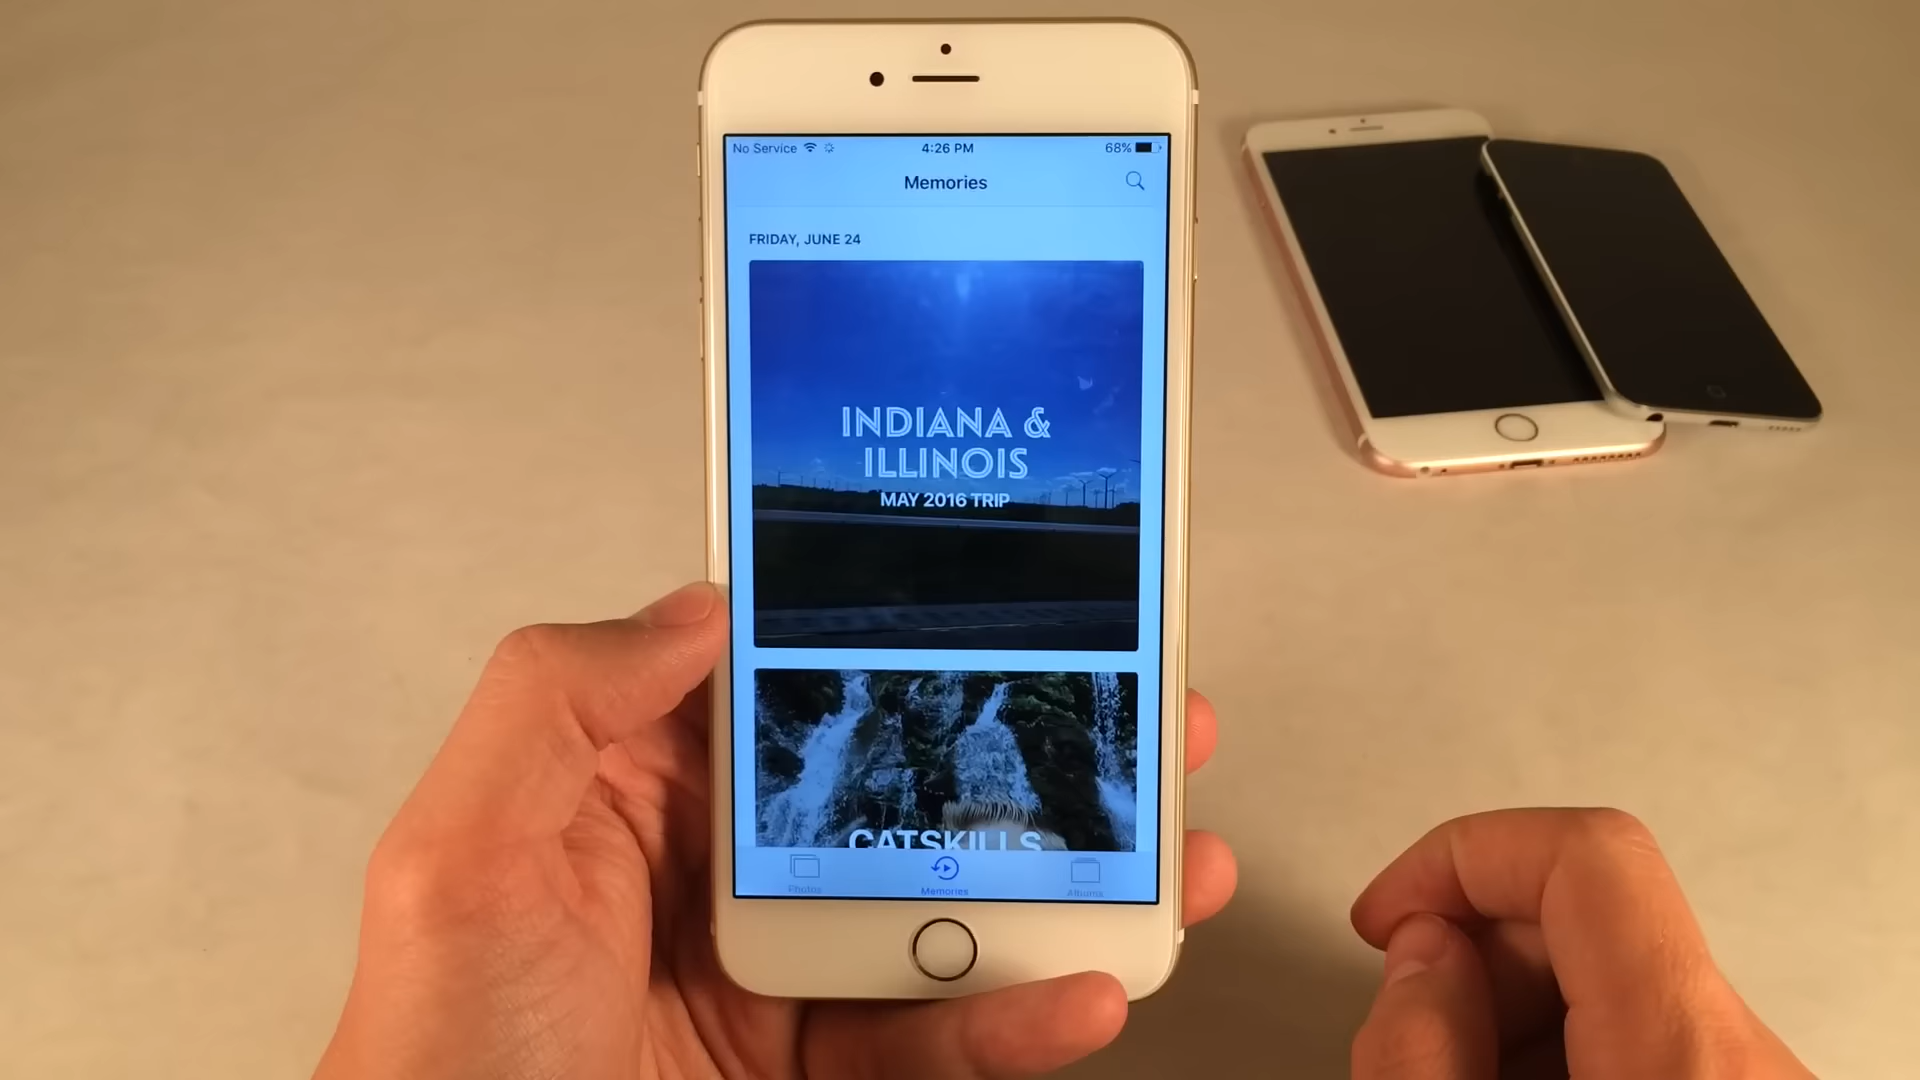 No Service 4:26 PM 68%
Memories
FRIDAY, JUNE 24
INDIANA &
ILLINOIS
MAY 2016 TRIP
CATSKILLS
Photos Memories Albums